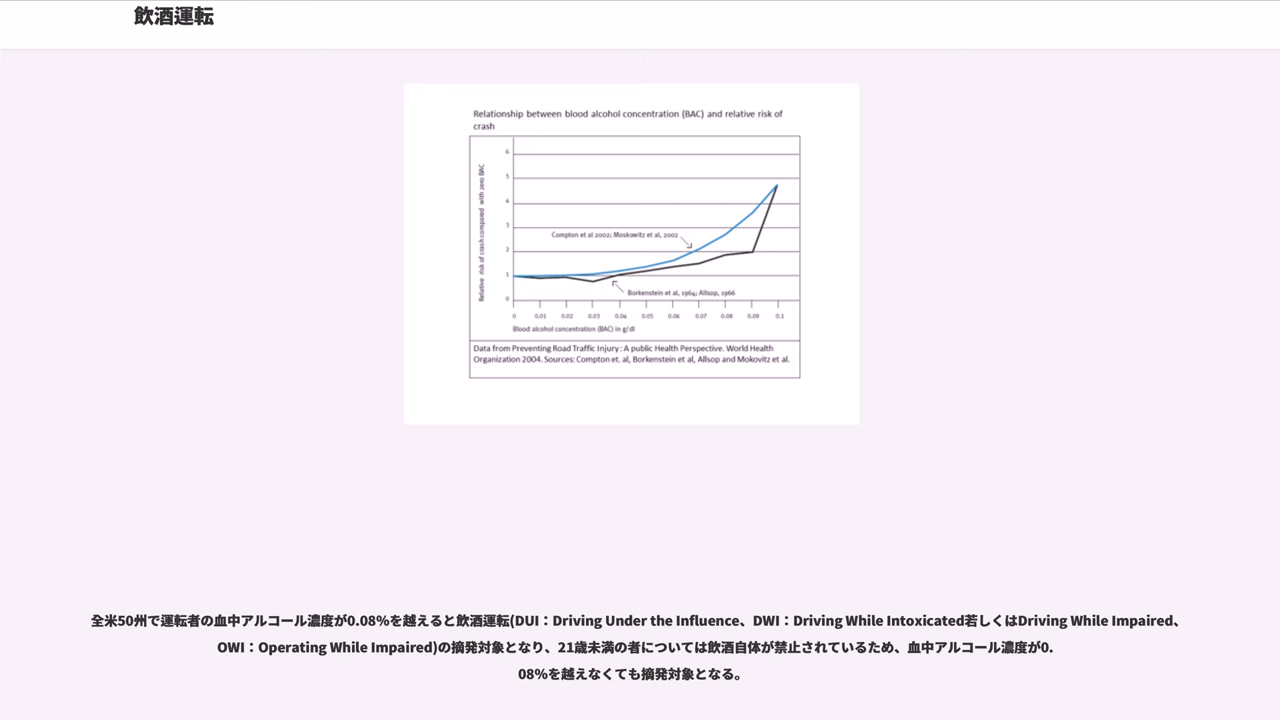 飲酒運転
Relationship between blood alcohol concentration (BAC) and relative risk of
crash
Relative risk of crash compared with zero BAC
6
5
4
3
2
1
0
Compton et al 2002; Moskowitz et al, 2002
Borkenstein et al, 1964; Allsop, 1966
0 0.01 0.02 0.03 0.04 0.05 0.06 0.07 0.08 0.09 0.1
Blood alcohol concentration (BAC) in g/dl
Data from Preventing Road Traffic Injury : A public Health Perspective. World Health
Organization 2004. Sources: Compton et. al, Borkenstein et al, Allsop and Mokovitz et al.
全米50州で運転者の血中アルコール濃度が0.08%を越えると飲酒運転(DUI：Driving Under the Influence、DWI：Driving While Intoxicated若しくはDriving While Impaired、
OWI：Operating While Impaired)の摘発対象となり、21歳未満の者については飲酒自体が禁止されているため、血中アルコール濃度が0.
08%を越えなくても摘発対象となる。